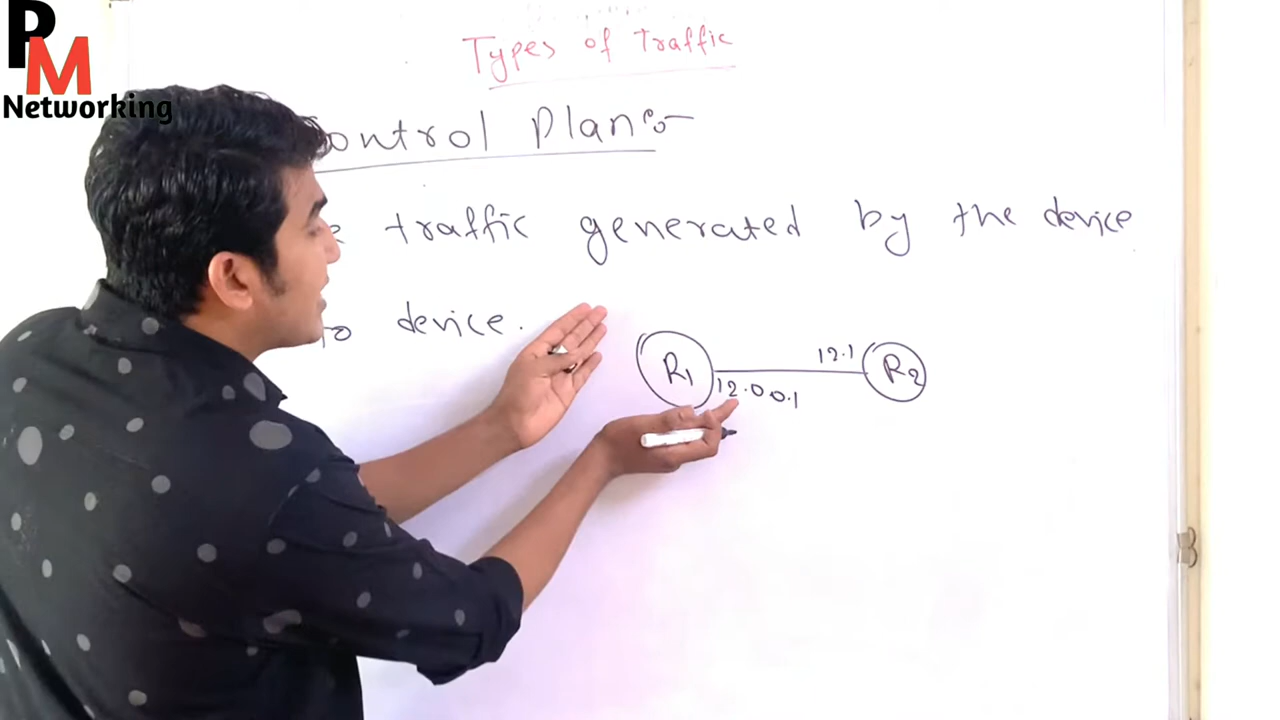 PM
Networking
Types of traffic
ontrol Plane:-
e traffic generated by the device
to device.
R1
12.0.0.1
12.1
R2